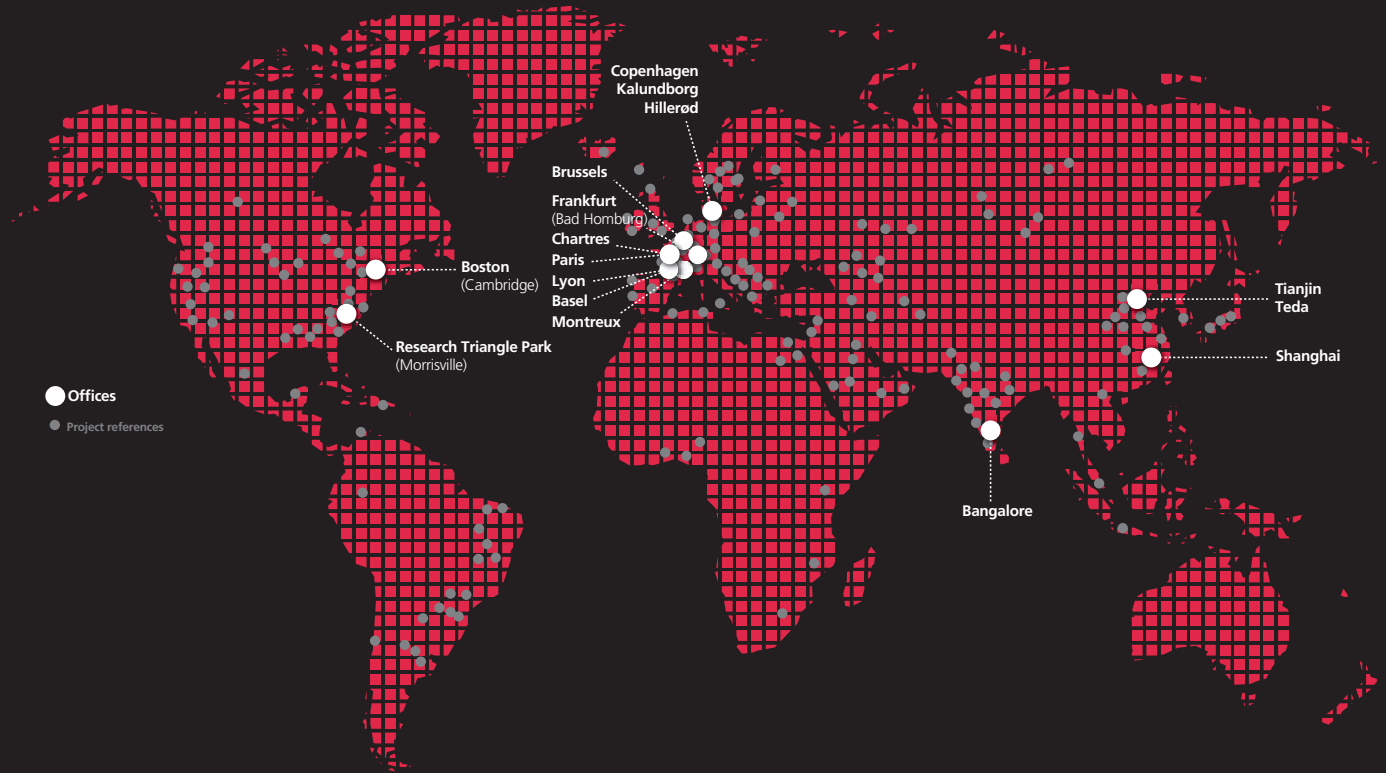 Copenhagen
Kalundborg
Hillerød
Brussels
Frankfurt
(Bad Homburg)
Chartres
Paris
Lyon
Basel
Montreux
Boston
(Cambridge)
Research Triangle Park
(Morrisville)
Offices
Project references
Tianjin
Teda
Shanghai
Bangalore